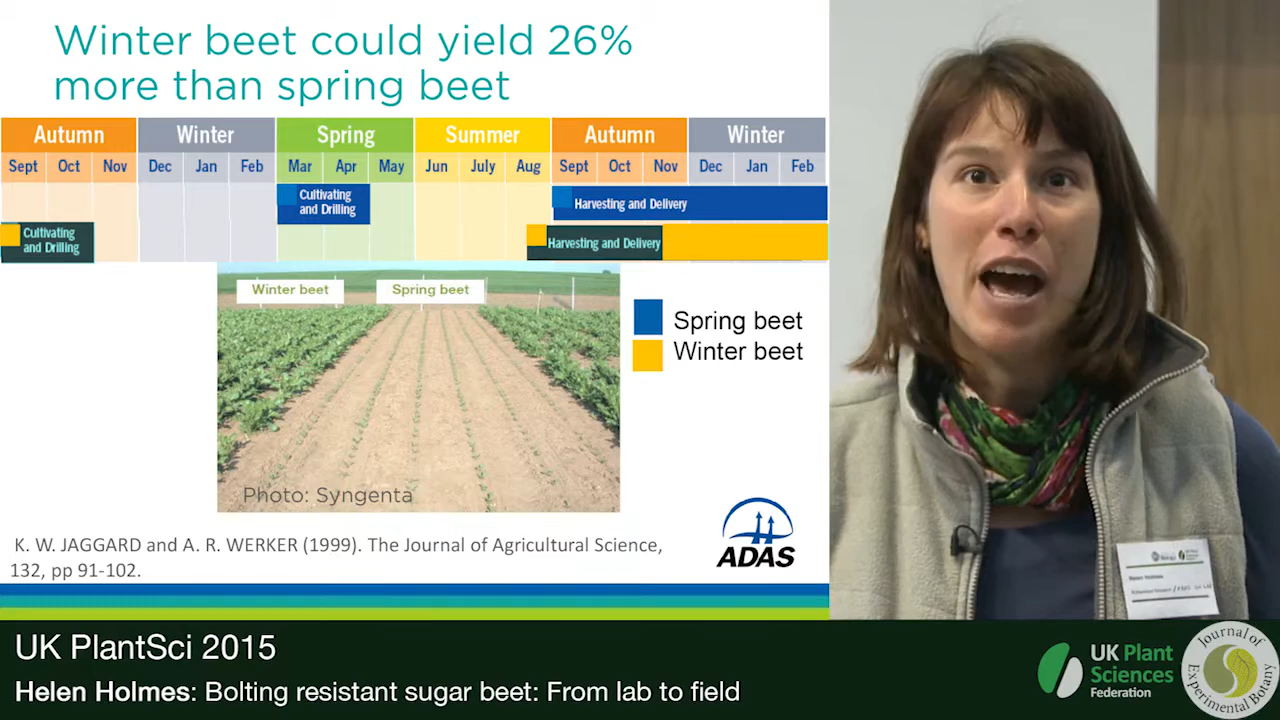 Winter beet could yield 26%
more than spring beet
Autumn Winter Spring Summer Autumn Winter
Sept Oct Nov Dec Jan Feb Mar Apr May Jun July Aug Sept Oct Nov Dec Jan Feb
Cultivating
and Drilling
Harvesting and Delivery
Cultivating
and Drilling
Harvesting and Delivery
Winter beet
Spring beet
Spring beet
Winter beet
Photo: Syngenta
K. W. JAGGARD and A. R. WERKER (1999). The Journal of Agricultural Science,
132, pp 91-102.
ADAS
Helen Holmes
UK PlantSci 2015
Helen Holmes: Bolting resistant sugar beet: From lab to field
UK Plant
Sciences
Federation
Journal of
Experimental Botany